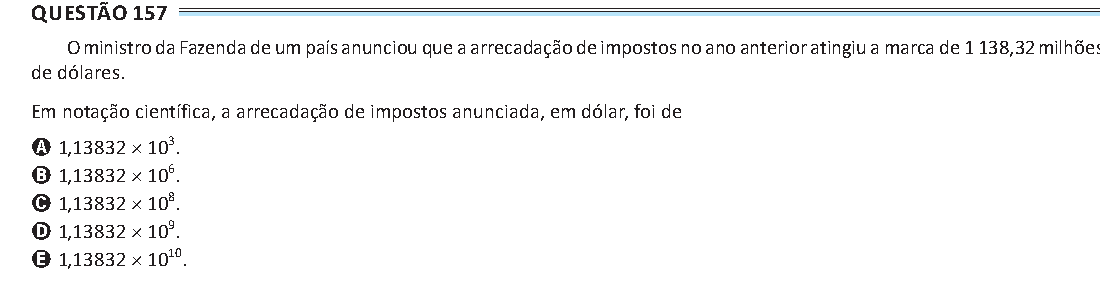 QUESTÃO 157
O ministro da Fazenda de um país anunciou que a arrecadação de impostos no ano anterior atingiu a marca de 1 138,32 milhões
de dólares.
Em notação científica, a arrecadação de impostos anunciada, em dólar, foi de
A 1,13832 × 10³.
B 1,13832 × 10⁶.
C 1,13832 × 10⁸.
D 1,13832 × 10⁹.
E 1,13832 × 10¹⁰.